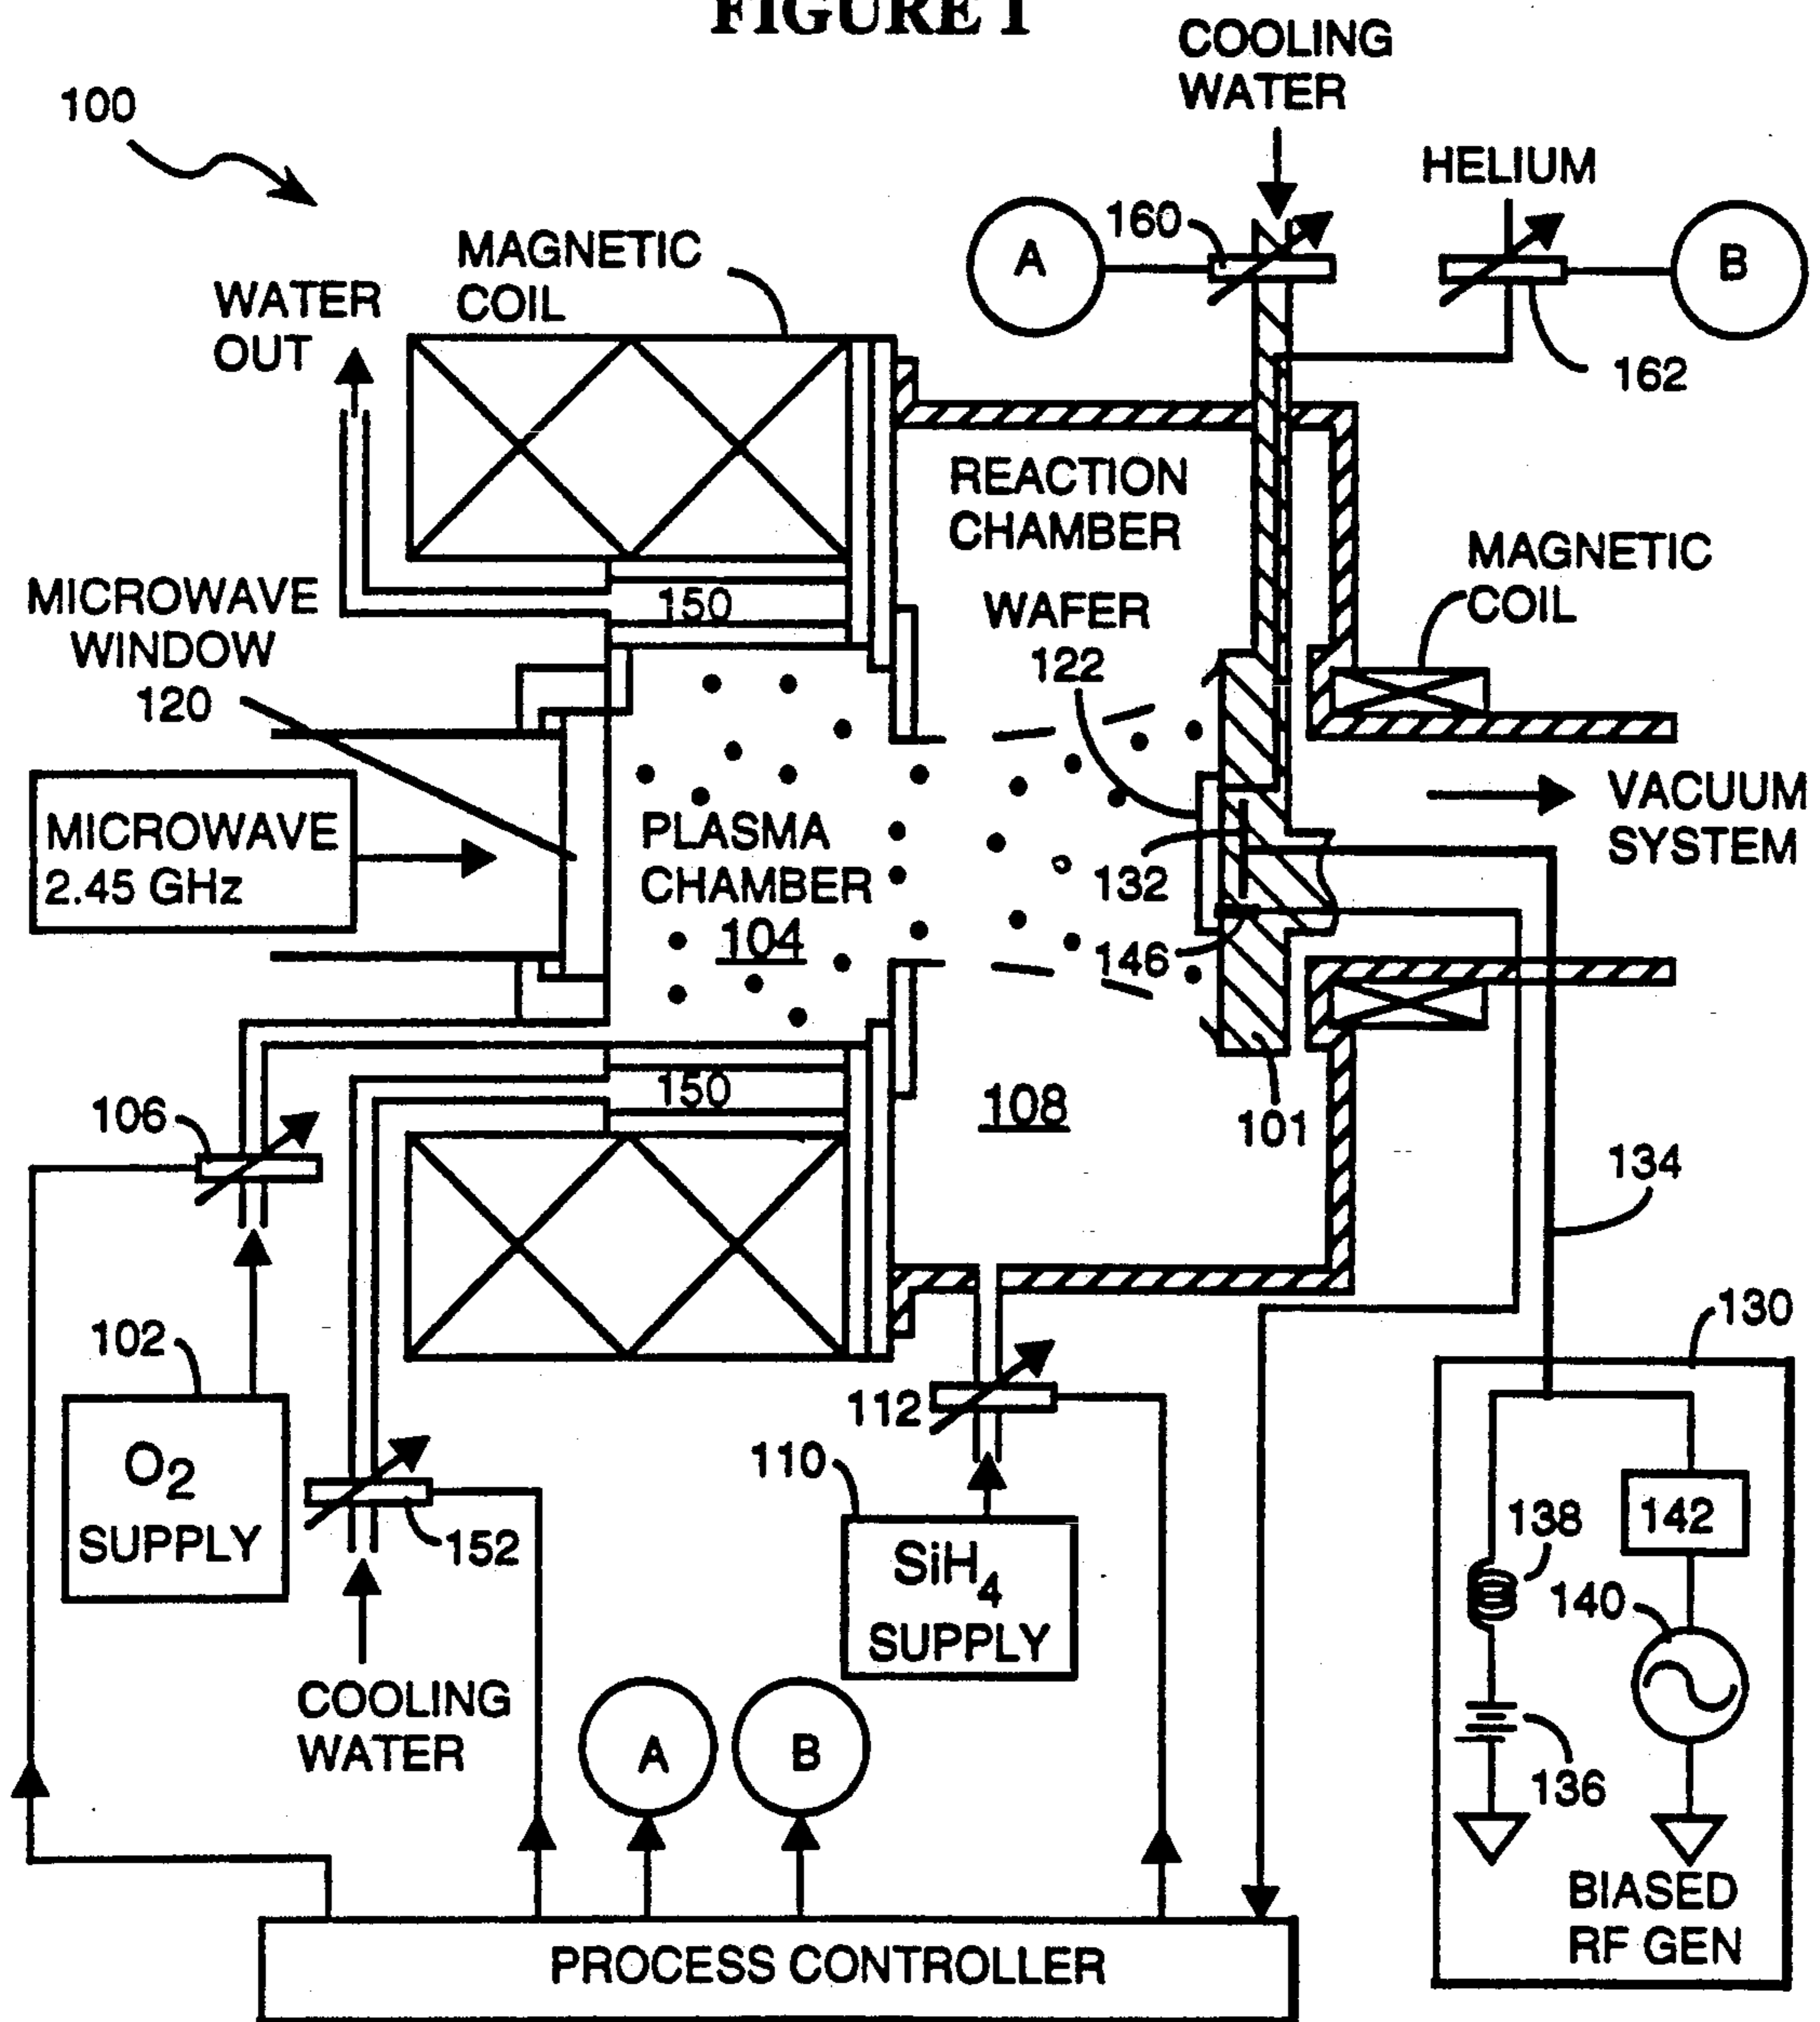 FIGURE 1
COOLING
WATER
100
HELIUM
160
A
B
MAGNETIC
COIL
WATER
OUT
162
REACTION
CHAMBER
MAGNETIC
COIL
MICROWAVE
WINDOW
120
150
WAFER
122
MICROWAVE
2.45 GHz
PLASMA
CHAMBER
104
VACUUM
SYSTEM
132
146
150
108
101
106
134
102
130
112
O2
SUPPLY
110
152
138
142
SiH4
SUPPLY
140
COOLING
WATER
A
B
136
BIASED
RF GEN
PROCESS CONTROLLER